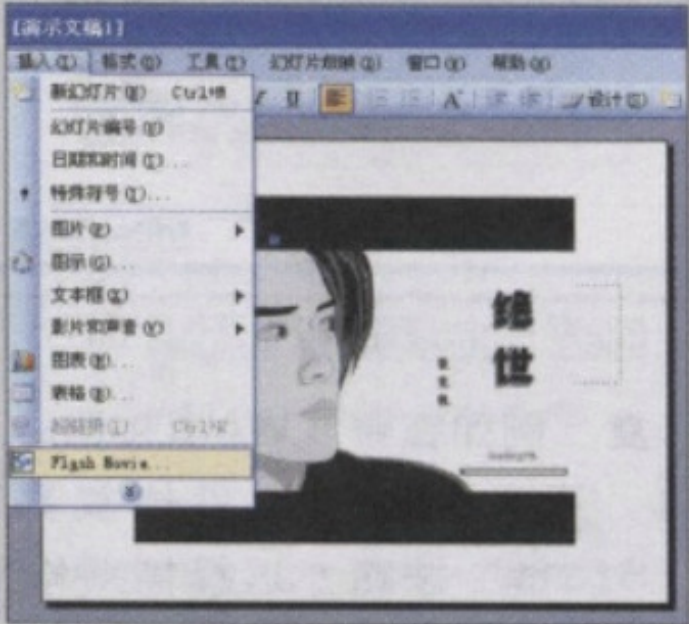 [演示文稿1]
插入(I) 格式(O) 工具(T) 幻灯片放映(D) 窗口(W) 帮助(H)
新幻灯片(N) Ctrl+M
U A 设计(S)
幻灯片编号(U)
日期和时间(T)...
特殊符号(Y)...
图片(P)
图示(G)...
文本框(X)
影片和声音(V)
图表(H)...
表格(B)...
超链接(I) Ctrl+K
Flash Movie...
绝
世